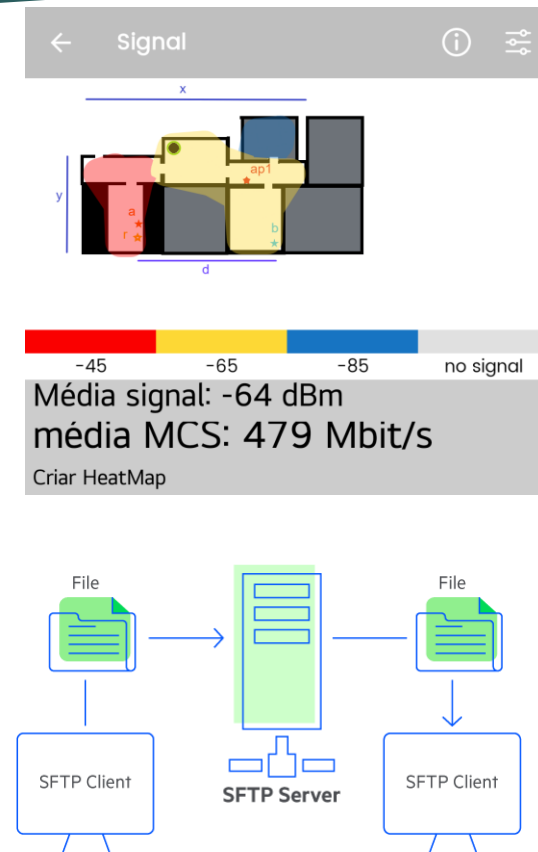 Signal
x
y
ap1
a
r
b
d
-45 -65 -85 no signal
Média signal: -64 dBm
média MCS: 479 Mbit/s
Criar HeatMap
File File
SFTP Client SFTP Server SFTP Client